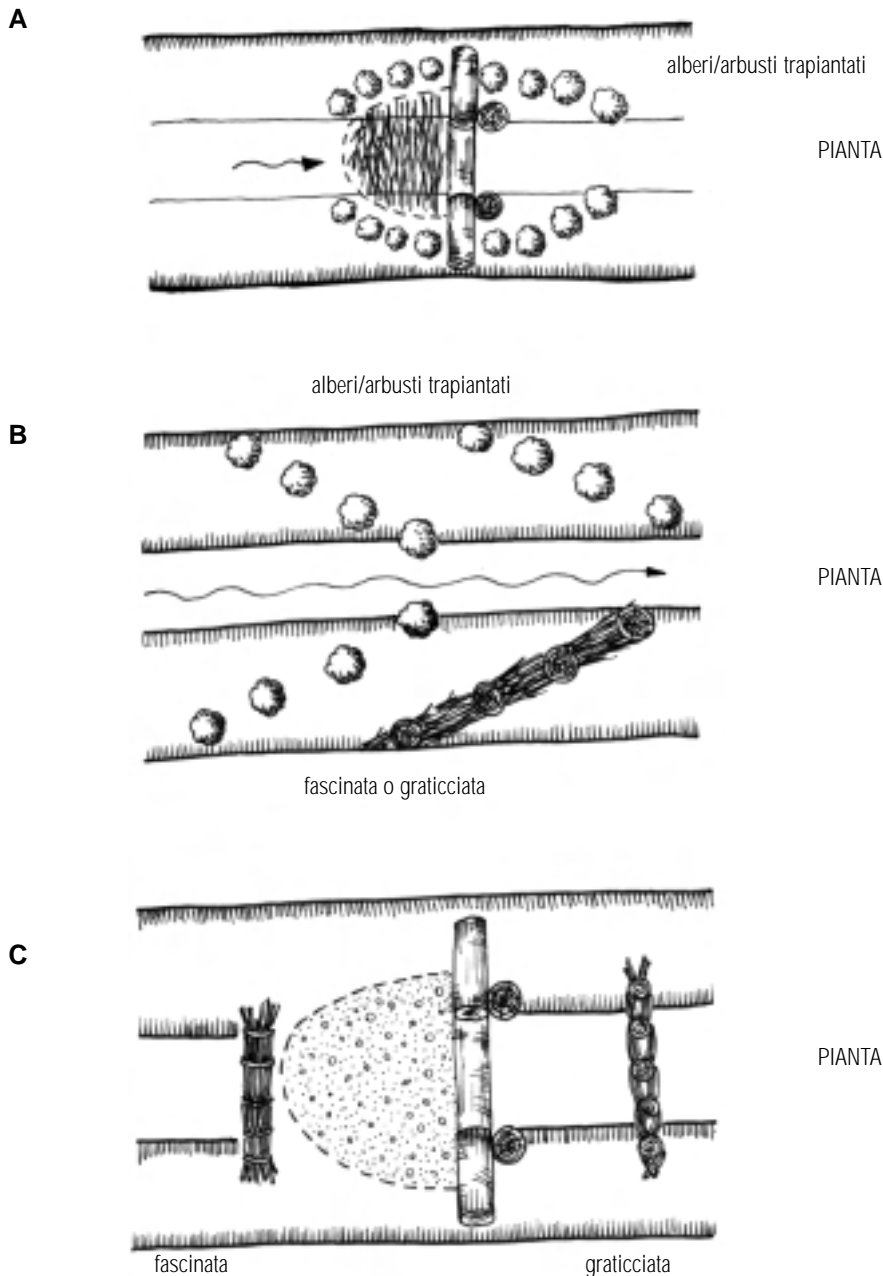 A
alberi/arbusti trapiantati
PIANTA
alberi/arbusti trapiantati
B
PIANTA
fascinata o graticciata
C
PIANTA
fascinata
graticciata